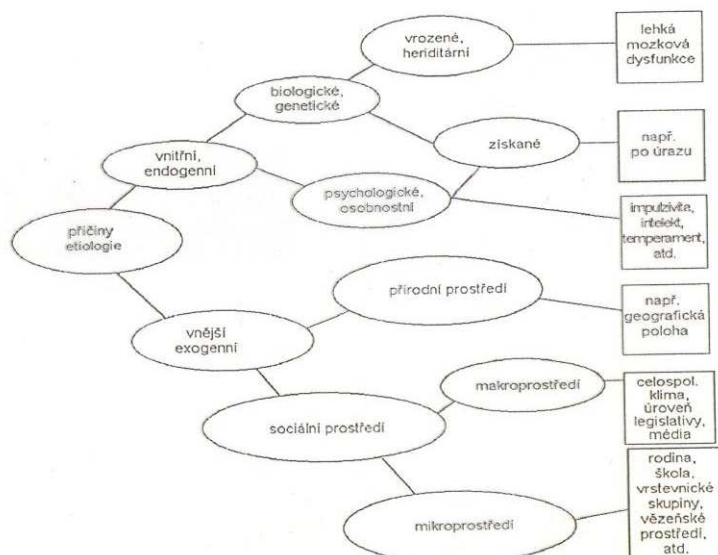 vrozené,
heriditární
lehká
mozková
dysfunkce
biologické,
genetické
získané
např.
po úrazu
vnitřní,
endogenní
psychologické,
osobnostní
impulzivita,
intelekt,
temperament,
atd.
příčiny
etiologie
přírodní prostředí
např.
geografická
poloha
vnější
exogenní
makroprostředí
celospol.
klima,
úroveň
legislativy,
média
sociální prostředí
rodina,
škola,
vrstevnické
skupiny,
vězeňské
prostředí,
atd.
mikroprostředí